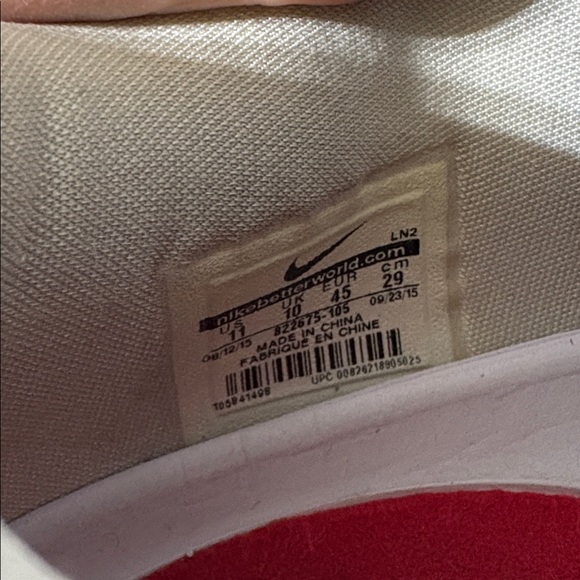 LN2
nikebetterworld.com
US UK EUR cm
11 10 45 29
08/12/15 822675-105 09/23/15
MADE IN CHINA
FABRIQUE EN CHINE
T05841498 UPC 00826218905025